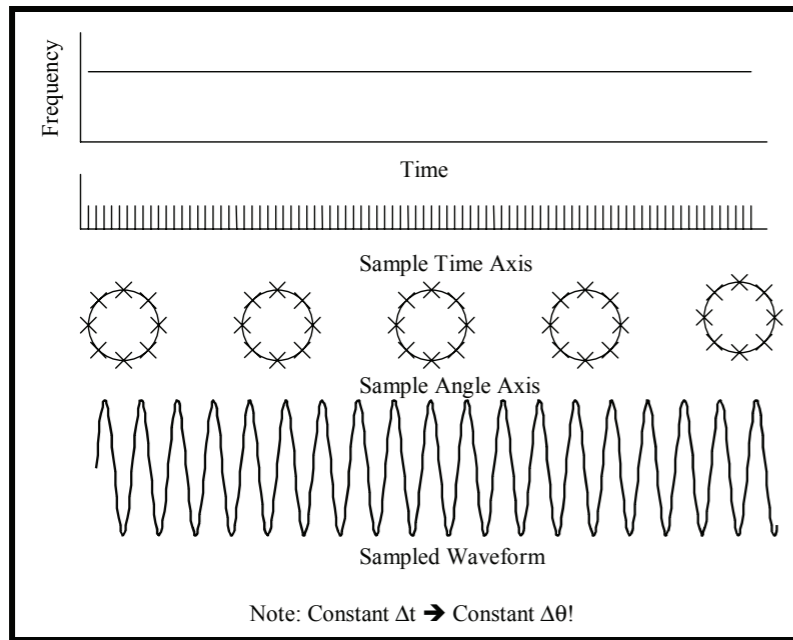 Frequency
Time
Sample Time Axis
Sample Angle Axis
Sampled Waveform
Note: Constant Δt ➔ Constant Δθ!